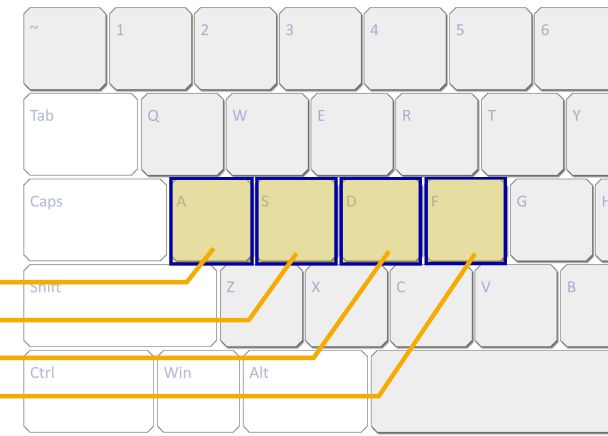 ~ 1 2 3 4 5 6
Tab Q W E R T Y
Caps A S D F G H
Shift Z X C V B
Ctrl Win Alt